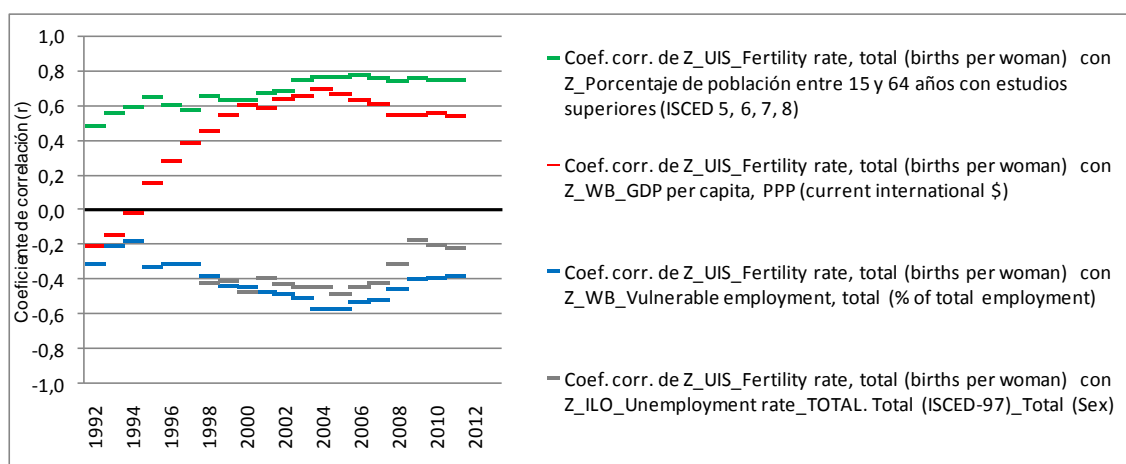 1,0
0,8
0,6
0,4
0,2
0,0
-0,2
-0,4
-0,6
-0,8
-1,0
Coeficiente de correlación (r)
1992
1994
1996
1998
2000
2002
2004
2006
2008
2010
2012
Coef. corr. de Z_UIS_Fertility rate, total (births per woman) con
Z_Porcentaje de población entre 15 y 64 años con estudios
superiores (ISCED 5, 6, 7, 8)
Coef. corr. de Z_UIS_Fertility rate, total (births per woman) con
Z_WB_GDP per capita, PPP (current international $)
Coef. corr. de Z_UIS_Fertility rate, total (births per woman) con
Z_WB_Vulnerable employment, total (% of total employment)
Coef. corr. de Z_UIS_Fertility rate, total (births per woman) con
Z_ILO_Unemployment rate_TOTAL. Total (ISCED-97)_Total (Sex)